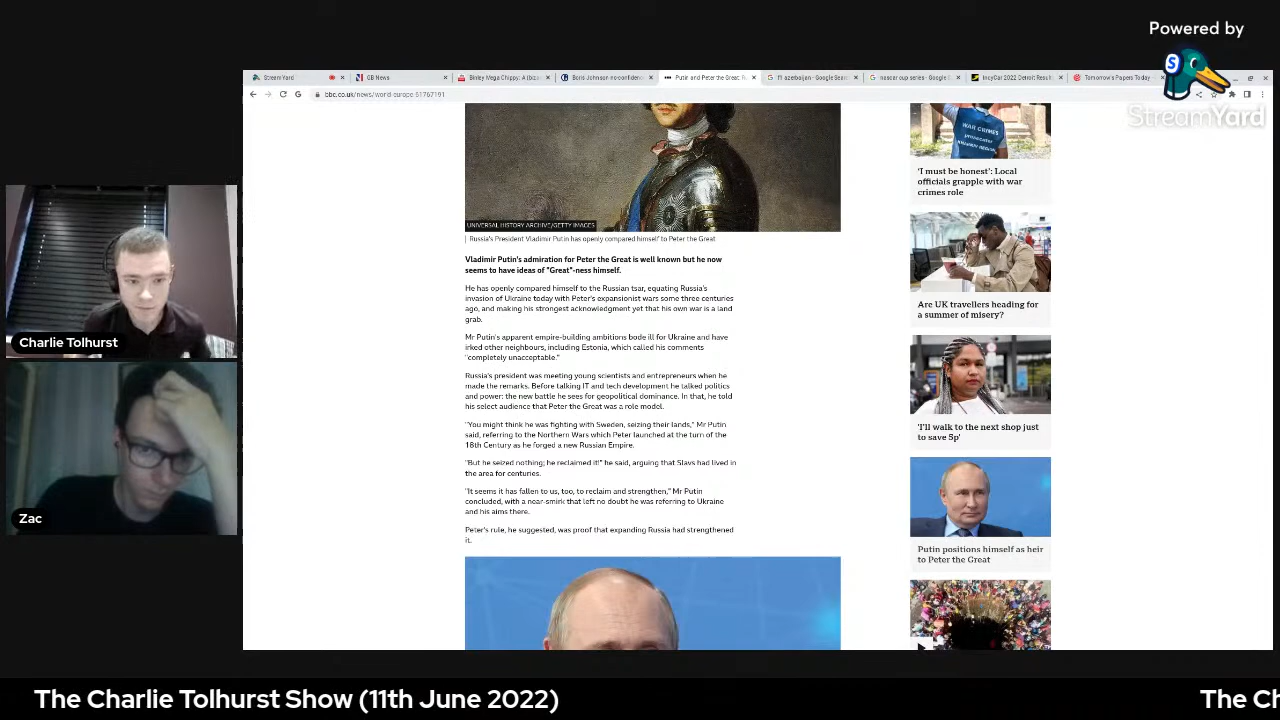 Powered by
StreamYard
StreamYard
GB News
Binley Mega Chippy: A (biza
Boris Johnson no-confidenc
Putin and Peter the Great: R
f1 azebaijan - Google Searc
nascar cup series - Google S
IndyCar 2022 Detroit Result
Tomorrow's Papers Today
bbc.co.uk/news/world-europe-61767191
WAR CRIMES
PROSECUTOR
KHARKIV REGION
UNIVERSAL HISTORY ARCHIVE/GETTY IMAGES
Russia's President Vladimir Putin has openly compared himself to Peter the Great
Vladimir Putin's admiration for Peter the Great is well known but he now
seems to have ideas of "Great"-ness himself.
He has openly compared himself to the Russian tsar, equating Russia's
invasion of Ukraine today with Peter's expansionist wars some three centuries
ago, and making his strongest acknowledgment yet that his own war is a land
grab.
Mr Putin's apparent empire-building ambitions bode ill for Ukraine and have
irked other neighbours, including Estonia, which called his comments
"completely unacceptable."
Russia's president was meeting young scientists and entrepreneurs when he
made the remarks. Before talking IT and tech development he talked politics
and power: the new battle he sees for geopolitical dominance. In that, he told
his select audience that Peter the Great was a role model.
"You might think he was fighting with Sweden, seizing their lands," Mr Putin
said, referring to the Northern Wars which Peter launched at the turn of the
18th Century as he forged a new Russian Empire.
"But he seized nothing; he reclaimed it!" he said, arguing that Slavs had lived in
the area for centuries.
"It seems it has fallen to us, too, to reclaim and strengthen," Mr Putin
concluded, with a near-smirk that left no doubt he was referring to Ukraine
and his aims there.
Peter's rule, he suggested, was proof that expanding Russia had strengthened
it.
'I must be honest': Local
officials grapple with war
crimes role
Are UK travellers heading for
a summer of misery?
'I'll walk to the next shop just
to save 5p'
Putin positions himself as heir
to Peter the Great
Charlie Tolhurst
Zac
The Charlie Tolhurst Show (11th June 2022)
The Ch